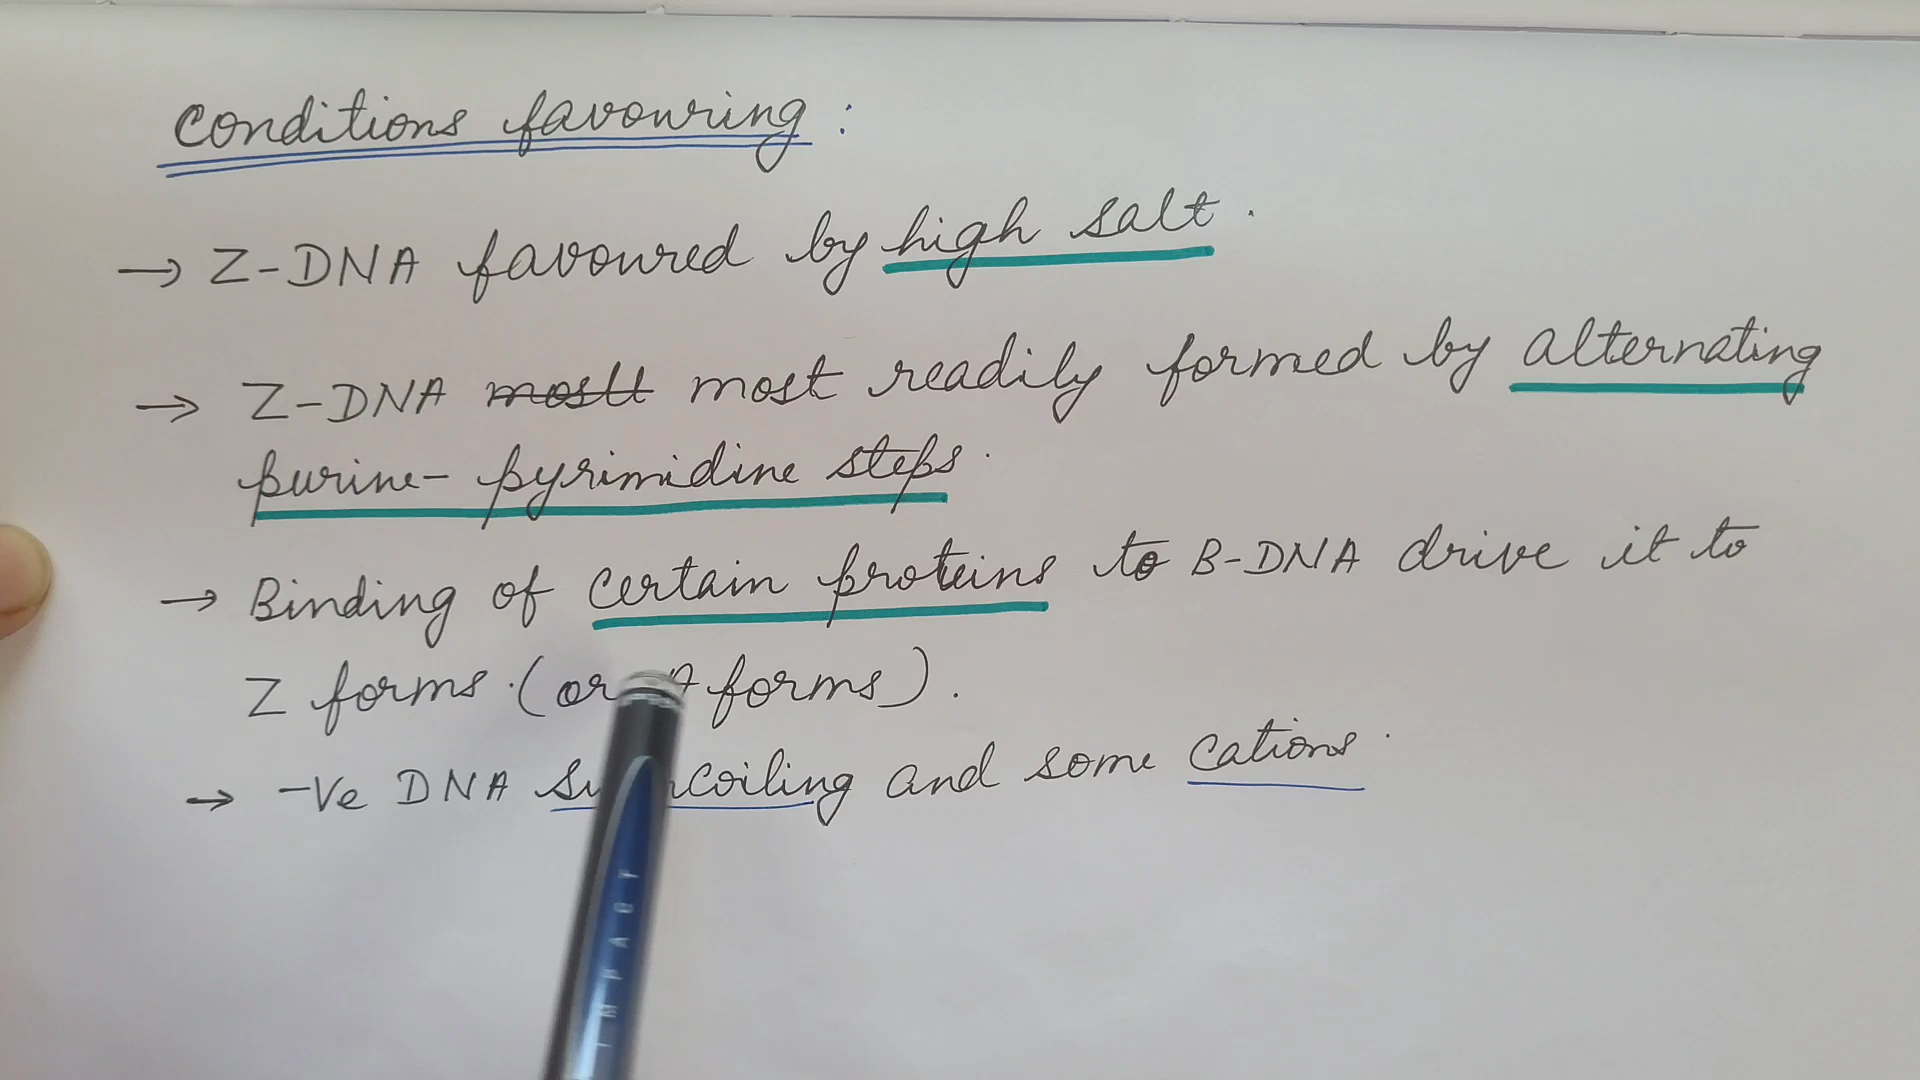 Conditions favouring :
→ Z-DNA favoured by high salt.
→ Z-DNA mostt most readily formed by alternating
purine- pyrimidine steps.
→ Binding of certain proteins to B-DNA drive it to
Z forms. (or forms).
→ -Ve DNA and some cations.
IMPACT